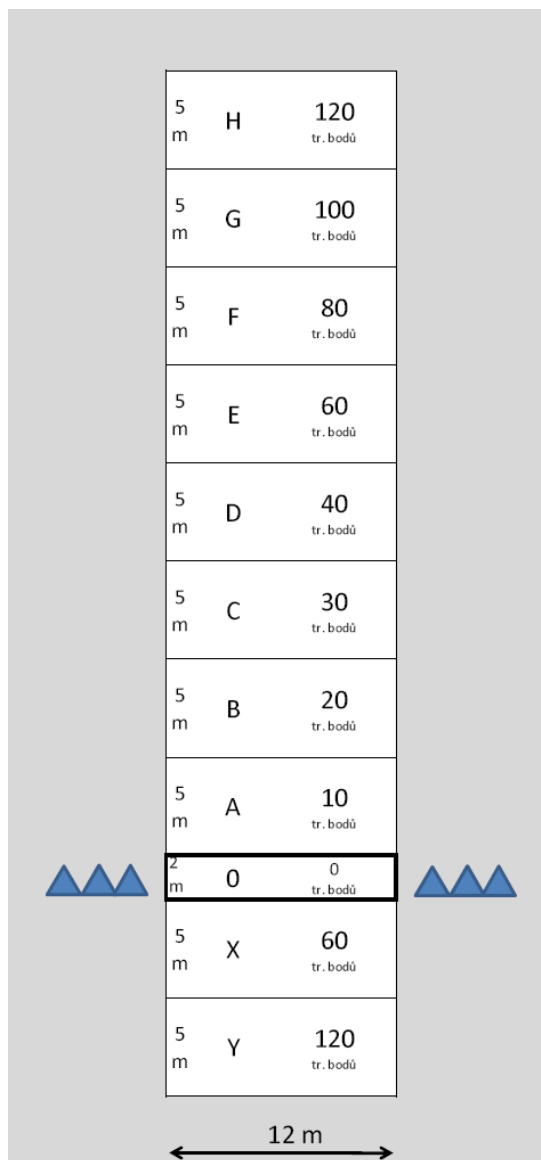 5 m H 120 tr. bodů
5 m G 100 tr. bodů
5 m F 80 tr. bodů
5 m E 60 tr. bodů
5 m D 40 tr. bodů
5 m C 30 tr. bodů
5 m B 20 tr. bodů
5 m A 10 tr. bodů
2 m 0 0 tr. bodů
5 m X 60 tr. bodů
5 m Y 120 tr. bodů
12 m